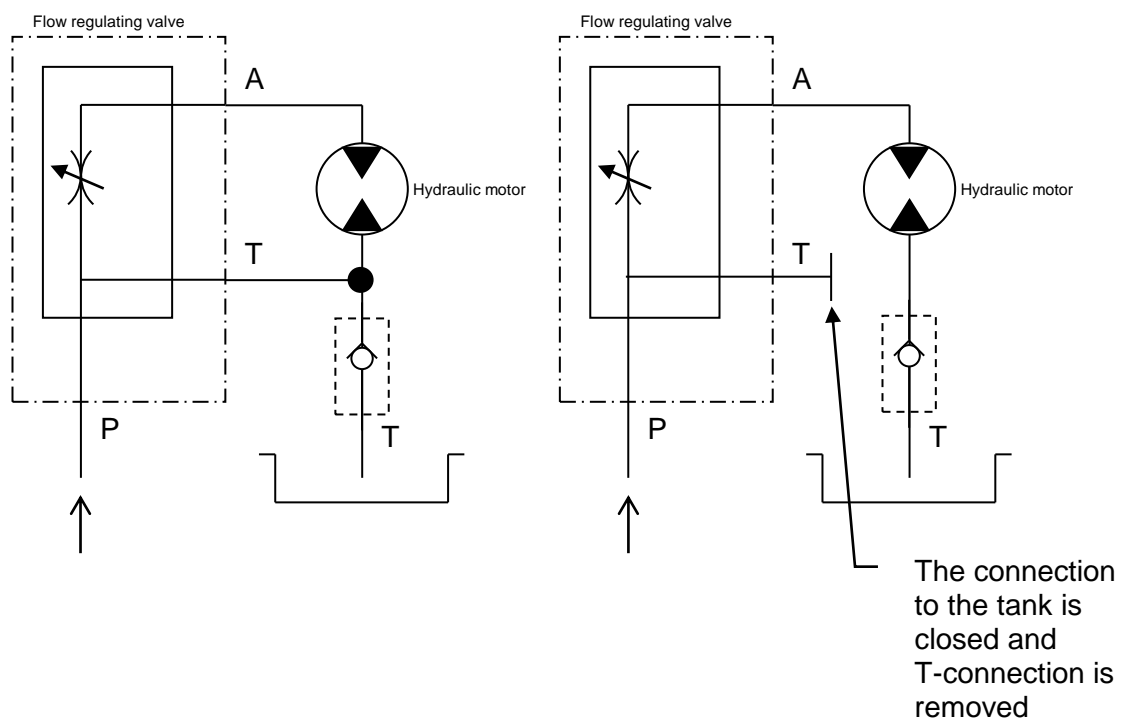 Flow regulating valve
A
Hydraulic motor
T
P
T
Flow regulating valve
A
Hydraulic motor
T
P
T
The connection
to the tank is
closed and
T-connection is
removed